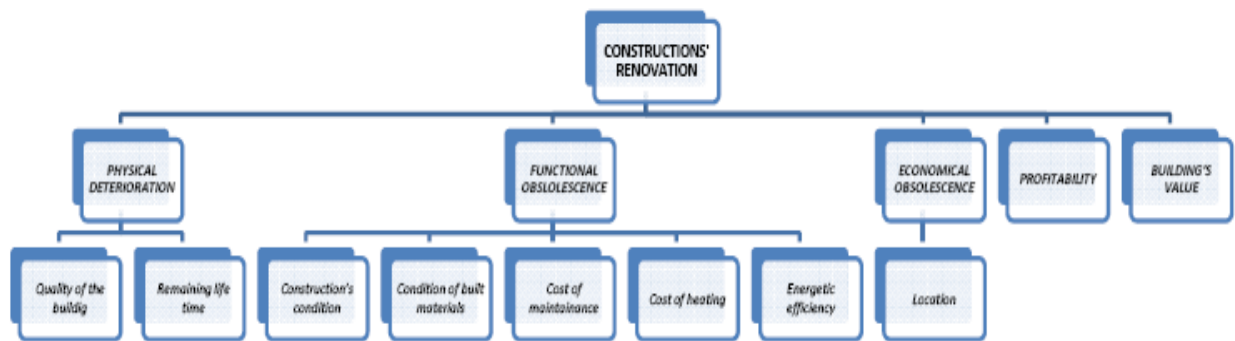 CONSTRUCTIONS'
RENOVATION
PHYSICAL
DETERIORATION
FUNCTIONAL
OBSLOLESCENCE
ECONOMICAL
OBSOLESCENCE
PROFITABILITY
BUILDING'S
VALUE
Quality of the
buildig
Remaining life
time
Construction's
condition
Condition of built
materials
Cost of
maintainance
Cost of heating
Energetic
efficiency
Location